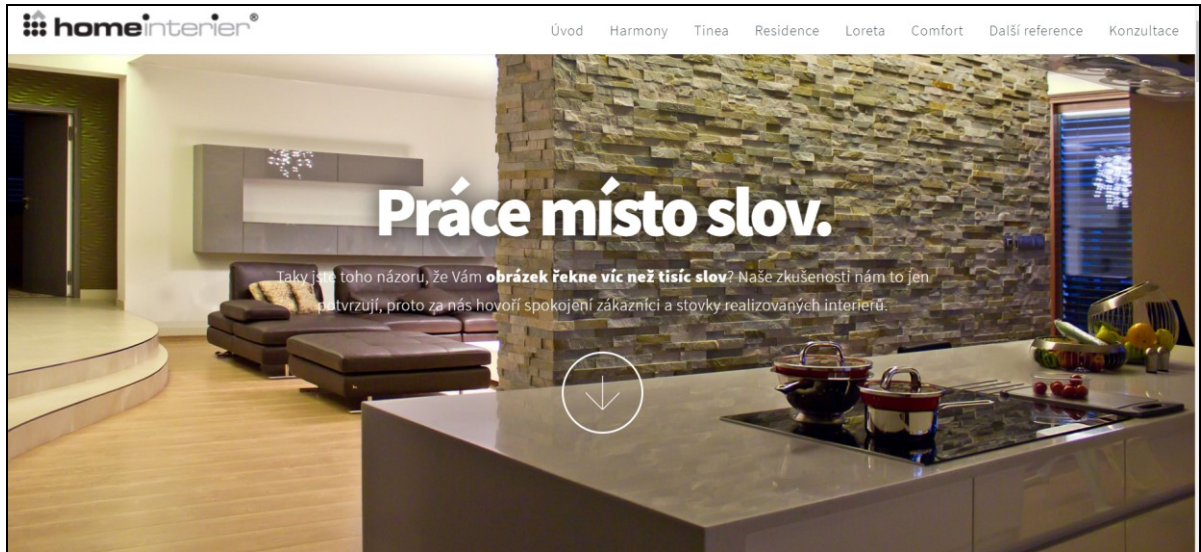 homeinterier®
Úvod Harmony Tinea Residence Loreta Comfort Další reference Konzultace
Práce místo slov.
Taky jste toho názoru, že Vám obrázek řekne víc než tisíc slov? Naše zkušenosti nám to jen
potvrzují, proto za nás hovoří spokojení zákazníci a stovky realizovaných interierů.